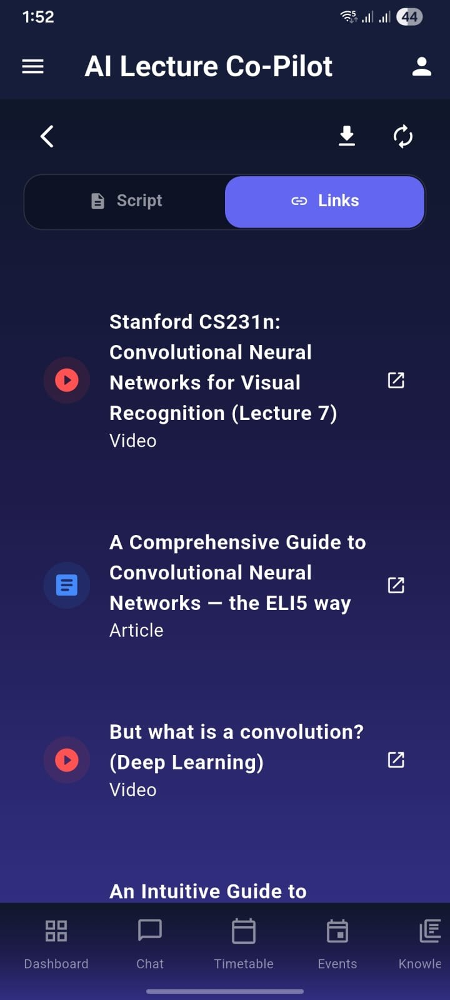 1:52
44
AI Lecture Co-Pilot
Script
Links
Stanford CS231n:
Convolutional Neural
Networks for Visual
Recognition (Lecture 7)
Video
A Comprehensive Guide to
Convolutional Neural
Networks — the ELI5 way
Article
But what is a convolution?
(Deep Learning)
Video
An Intuitive Guide to
Dashboard
Chat
Timetable
Events
Knowle